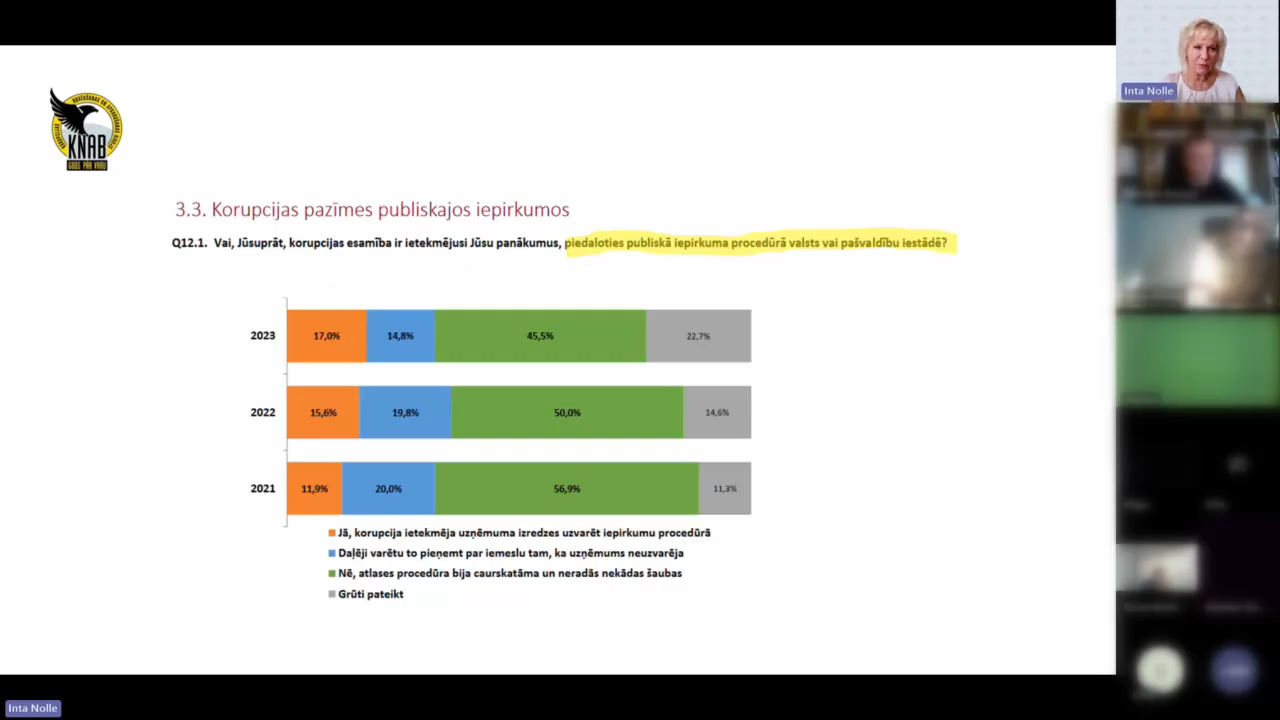 Inta Nolle
KNAB
GODS PĀR VARU
3.3. Korupcijas pazīmes publiskajos iepirkumos
Q12.1. Vai, Jūsuprāt, korupcijas esamība ir ietekmējusi Jūsu panākumus, piedaloties publiskā iepirkuma procedūrā valsts vai pašvaldību iestādē?
2023 17,0% 14,8% 45,5% 22,7%
2022 15,6% 19,8% 50,0% 14,6%
2021 11,9% 20,0% 56,9% 11,3%
Jā, korupcija ietekmēja uzņēmuma izredzes uzvarēt iepirkumu procedūrā
Daļēji varētu to pieņemt par iemeslu tam, ka uzņēmums neuzvarēja
Nē, atlases procedūra bija caurskatāma un neradās nekādas šaubas
Grūti pateikt
Inta Nolle